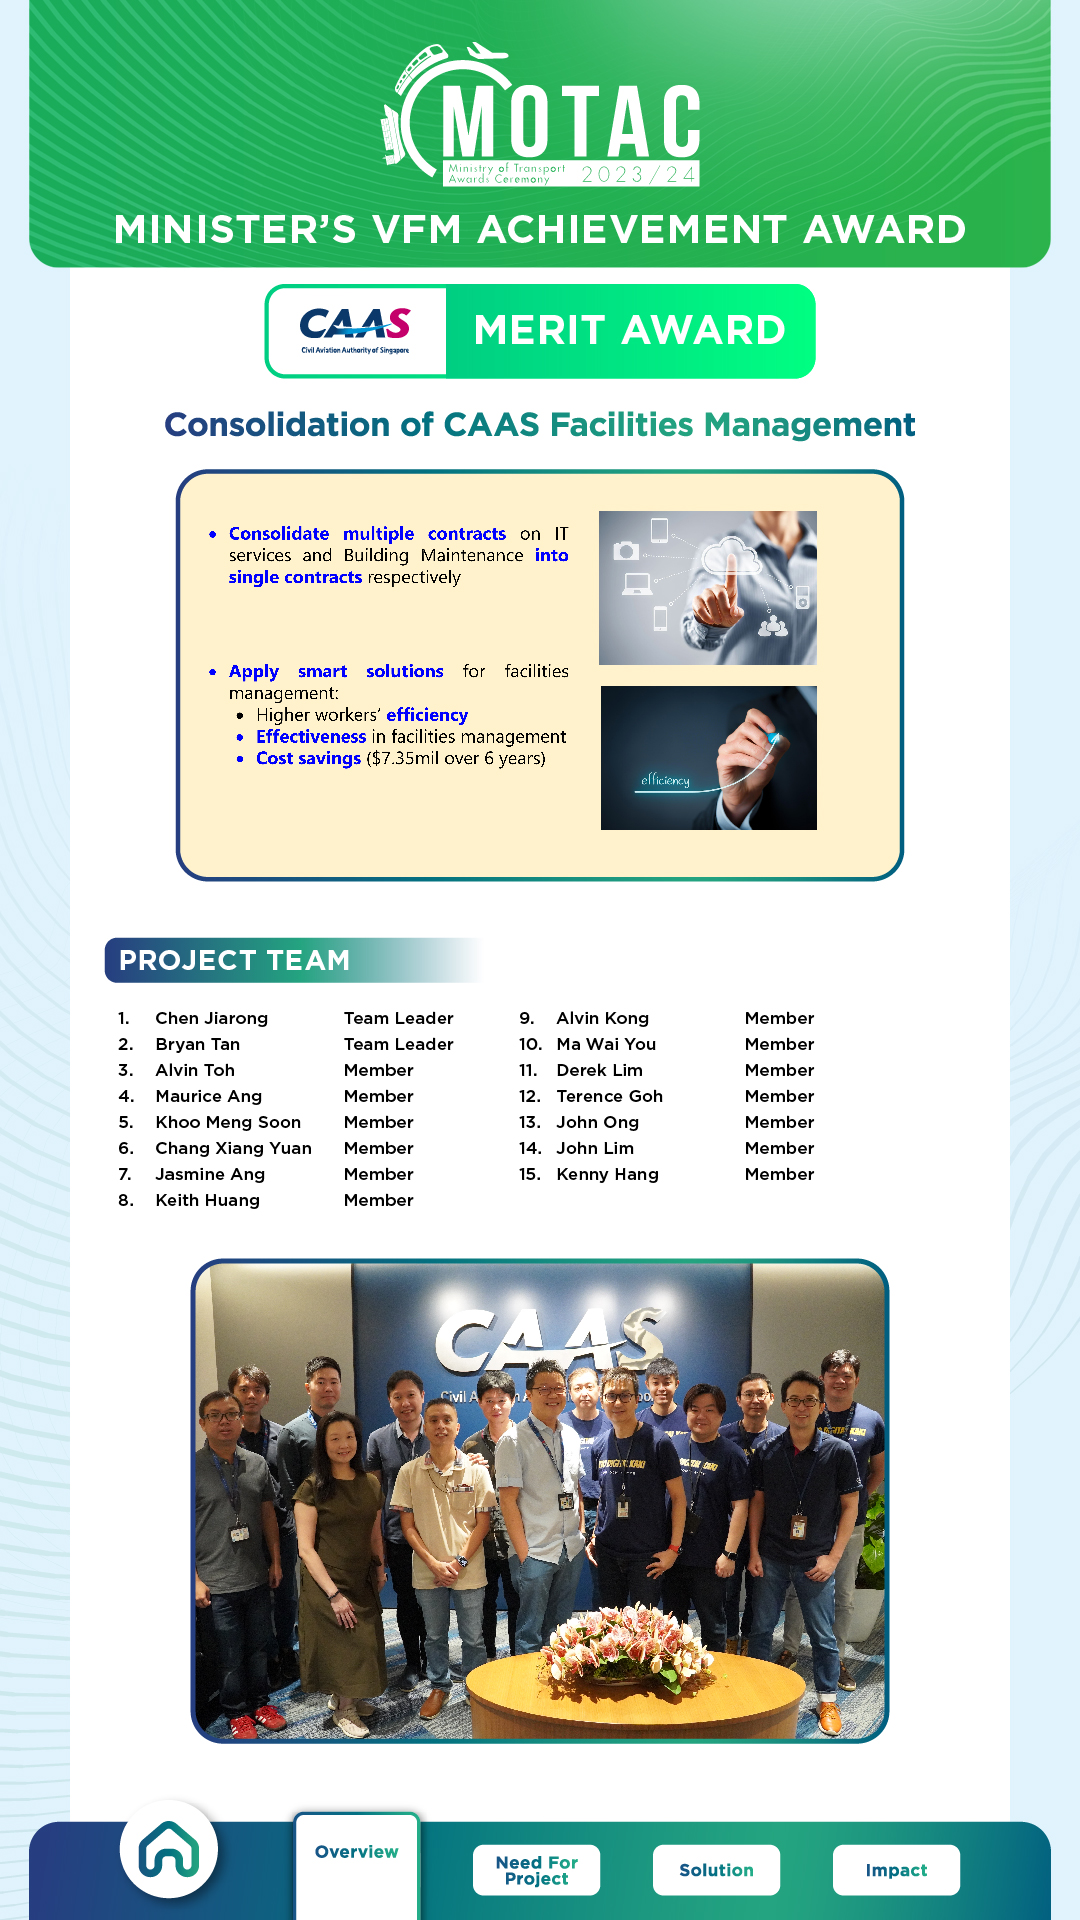 MOTAC
Ministry of Transport
Awards Ceremony 2023/24
MINISTER'S VFM ACHIEVEMENT AWARD
CAAS
Civil Aviation Authority of Singapore
MERIT AWARD
Consolidation of CAAS Facilities Management
• Consolidate multiple contracts on IT
services and Building Maintenance into
single contracts respectively
• Apply smart solutions for facilities
management:
• Higher workers' efficiency
• Effectiveness in facilities management
• Cost savings ($7.35mil over 6 years)
efficiency
PROJECT TEAM
1. Chen Jiarong Team Leader
2. Bryan Tan Team Leader
3. Alvin Toh Member
4. Maurice Ang Member
5. Khoo Meng Soon Member
6. Chang Xiang Yuan Member
7. Jasmine Ang Member
8. Keith Huang Member
9. Alvin Kong Member
10. Ma Wai You Member
11. Derek Lim Member
12. Terence Goh Member
13. John Ong Member
14. John Lim Member
15. Kenny Hang Member
CAAS
Civil
Overview
Need For
Project
Solution
Impact